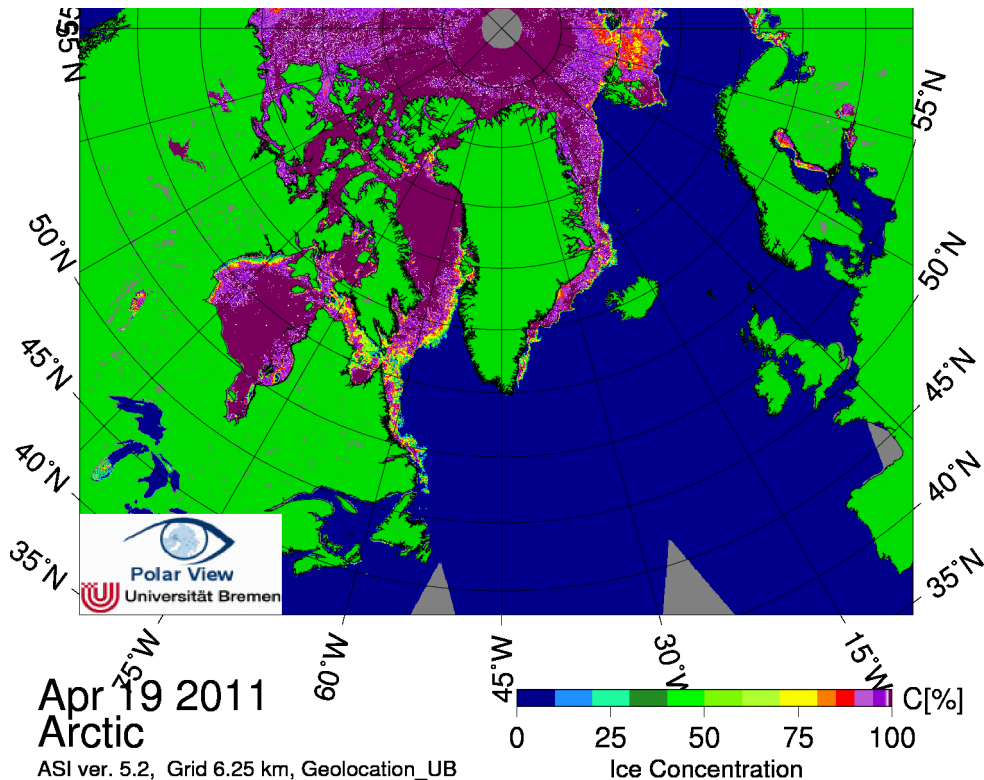 55°N
55°N
50°N
50°N
45°N
45°N
40°N
40°N
35°N
35°N
Polar View
Universität Bremen
75°W
60°W
45°W
30°W
15°W
Apr 19 2011
Arctic
ASI ver. 5.2, Grid 6.25 km, Geolocation_UB
C[%]
0 25 50 75 100
Ice Concentration